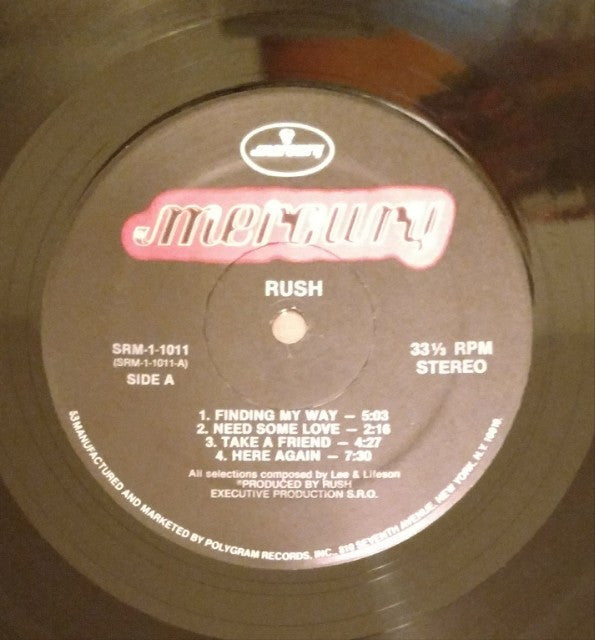 mercury
mercury
RUSH
SRM-1-1011
(SRM-1-1011-A)
SIDE A
33⅓ RPM
STEREO
1. FINDING MY WAY — 5:03
2. NEED SOME LOVE — 2:16
3. TAKE A FRIEND — 4:27
4. HERE AGAIN — 7:30
All selections composed by Lee & Lifeson
*PRODUCED BY RUSH
EXECUTIVE PRODUCTION S.R.O.
53 MANUFACTURED AND MARKETED BY POLYGRAM RECORDS, INC., 810 SEVENTH AVENUE, NEW YORK, N.Y. 10019.